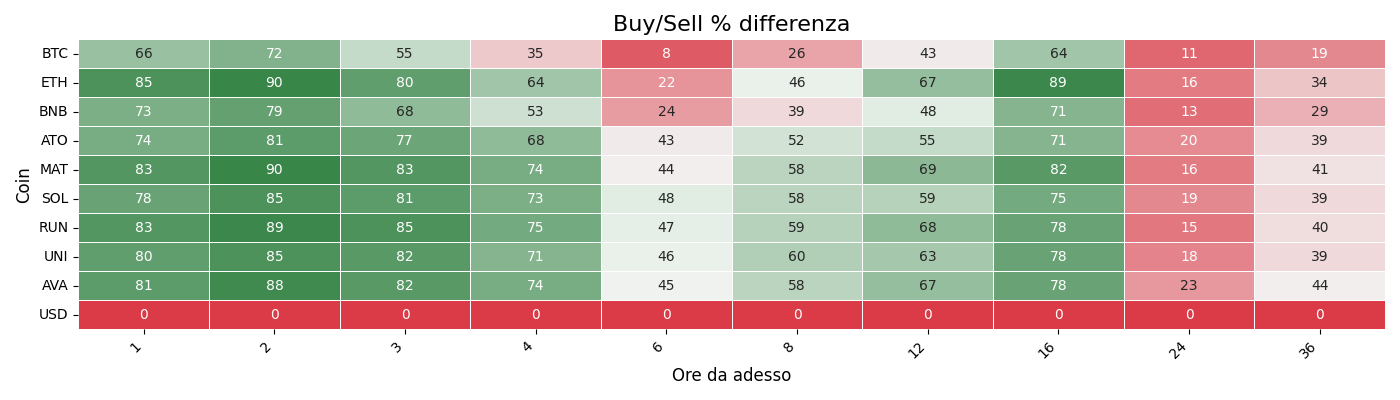 Buy/Sell % differenza
Coin
BTC 66 72 55 35 8 26 43 64 11 19
ETH 85 90 80 64 22 46 67 89 16 34
BNB 73 79 68 53 24 39 48 71 13 29
ATO 74 81 77 68 43 52 55 71 20 39
MAT 83 90 83 74 44 58 69 82 16 41
SOL 78 85 81 73 48 58 59 75 19 39
RUN 83 89 85 75 47 59 68 78 15 40
UNI 80 85 82 71 46 60 63 78 18 39
AVA 81 88 82 74 45 58 67 78 23 44
USD 0 0 0 0 0 0 0 0 0 0
1 2 3 4 6 8 12 16 24 36
Ore da adesso